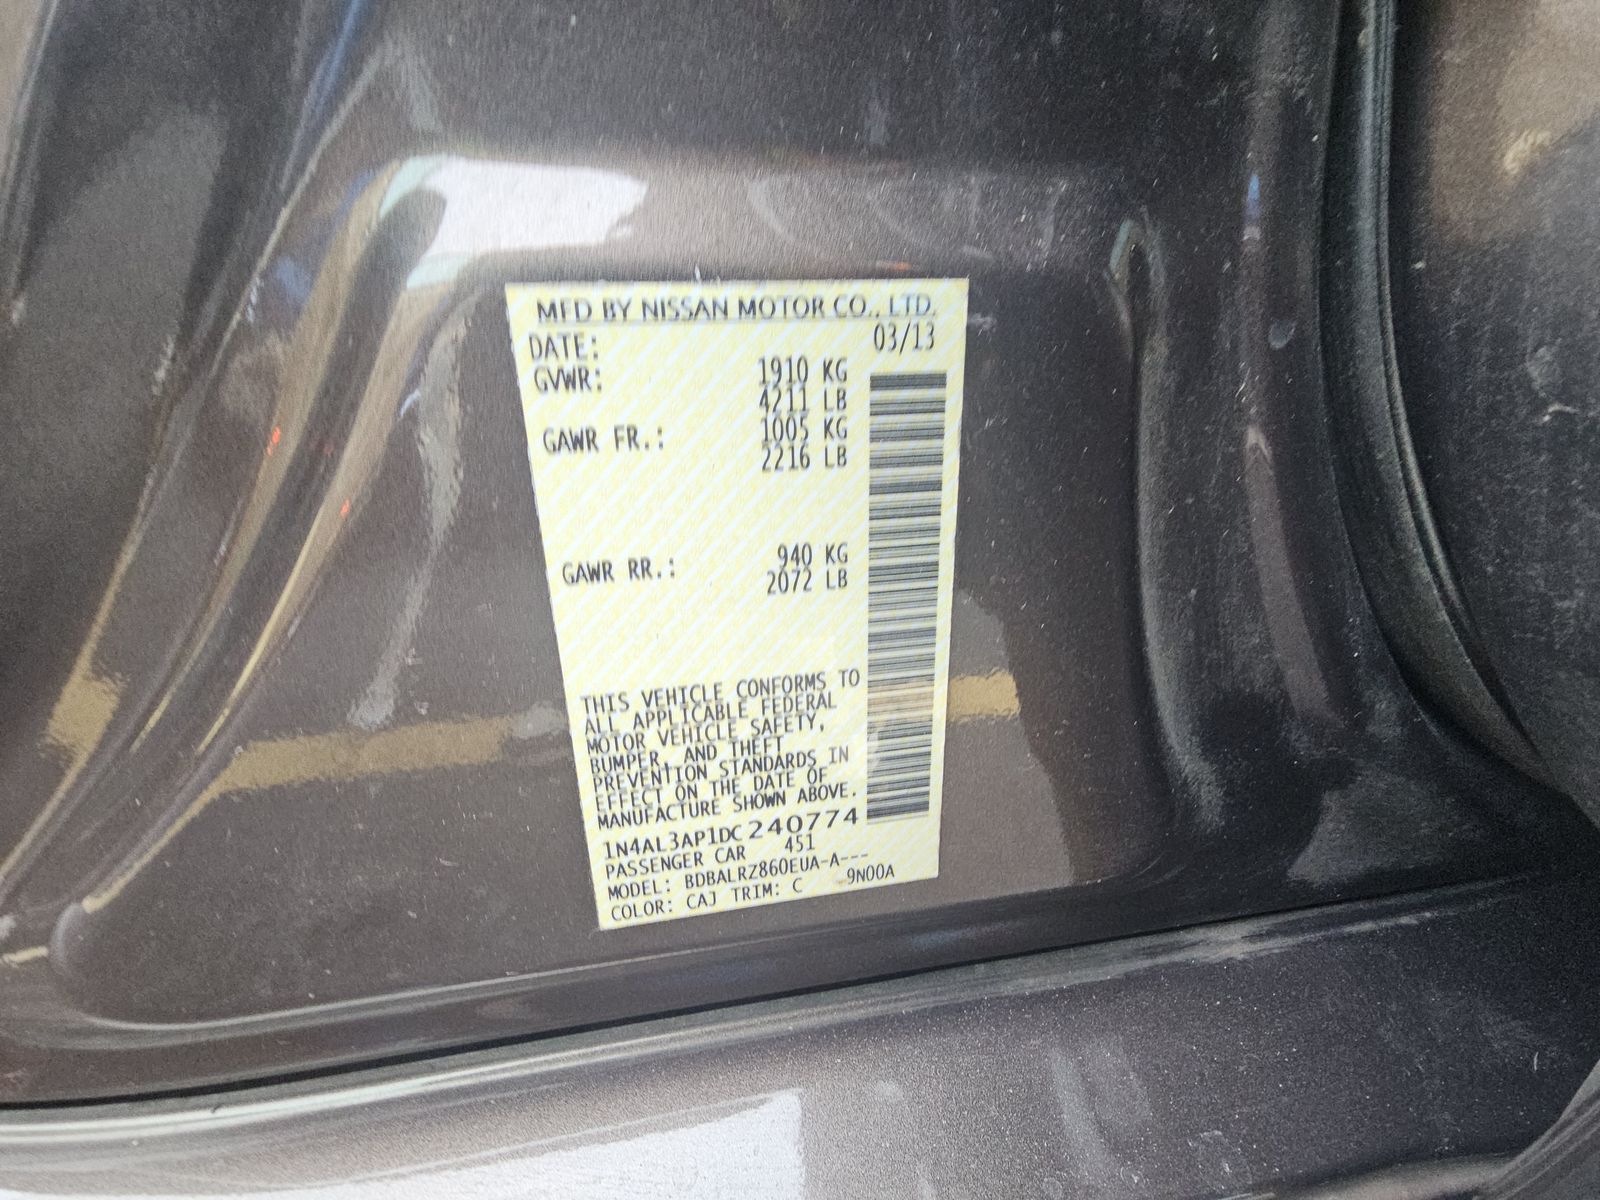 MFD BY NISSAN MOTOR CO., LTD.
DATE: 03/13
GVWR: 1910 KG
4211 LB
GAWR FR.: 1005 KG
2216 LB
GAWR RR.: 940 KG
2072 LB
THIS VEHICLE CONFORMS TO
ALL APPLICABLE FEDERAL
MOTOR VEHICLE SAFETY,
BUMPER, AND THEFT
PREVENTION STANDARDS IN
EFFECT ON THE DATE OF
MANUFACTURE SHOWN ABOVE.
1N4AL3AP1DC240774
PASSENGER CAR 451
MODEL: BDBALRZ860EUA-A---
COLOR: CAJ TRIM: C 9N00A